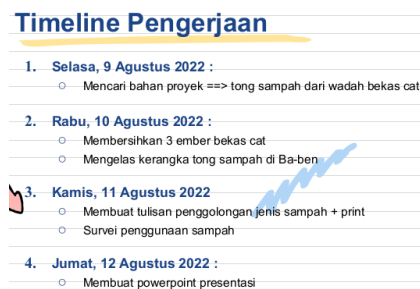 Timeline Pengerjaan
1. Selasa, 9 Agustus 2022 :
○ Mencari bahan proyek ==> tong sampah dari wadah bekas cat
2. Rabu, 10 Agustus 2022 :
○ Membersihkan 3 ember bekas cat
○ Mengelas kerangka tong sampah di Ba-ben
3. Kamis, 11 Agustus 2022
○ Membuat tulisan penggolongan jenis sampah + print
○ Survei penggunaan sampah
4. Jumat, 12 Agustus 2022 :
○ Membuat powerpoint presentasi